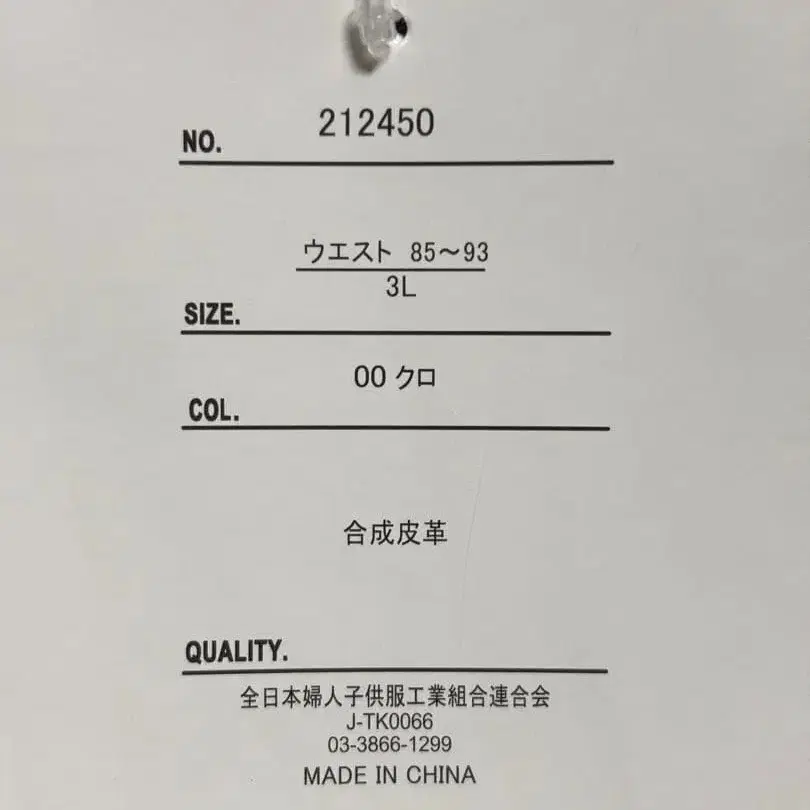 212450
NO.
ウエスト 85～93
3L
SIZE.
00 クロ
COL.
合成皮革
QUALITY.
全日本婦人子供服工業組合連合会
J-TK0066
03-3866-1299
MADE IN CHINA